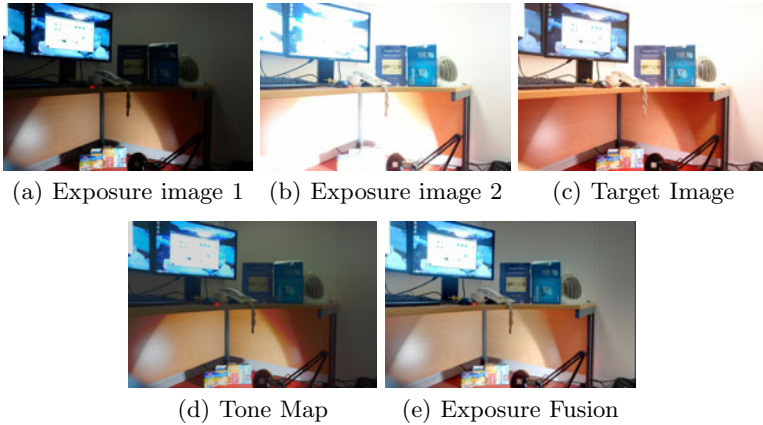 (a) Exposure image 1
(b) Exposure image 2
(c) Target Image
(d) Tone Map
(e) Exposure Fusion